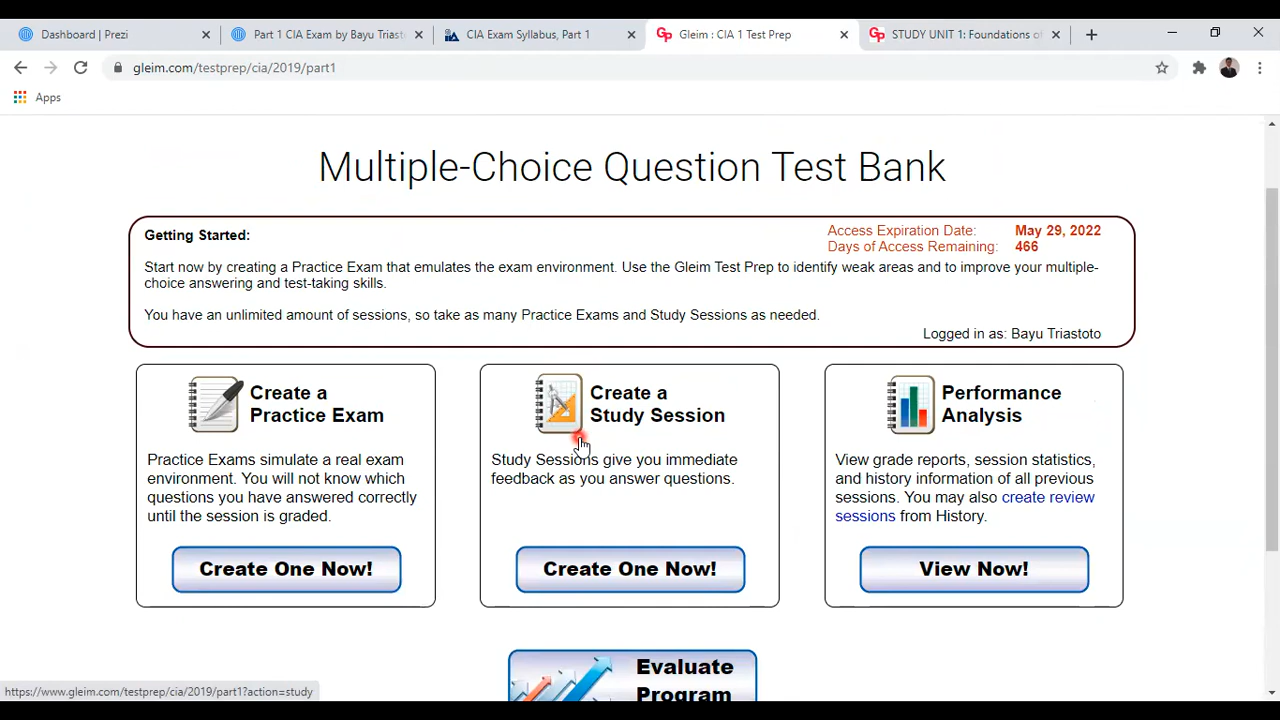 Dashboard | Prezi
Part 1 CIA Exam by Bayu Triasto
CIA Exam Syllabus, Part 1
Gleim : CIA 1 Test Prep
STUDY UNIT 1: Foundations of
gleim.com/testprep/cia/2019/part1
Apps
Multiple-Choice Question Test Bank
Getting Started:
Access Expiration Date: May 29, 2022
Days of Access Remaining: 466
Start now by creating a Practice Exam that emulates the exam environment. Use the Gleim Test Prep to identify weak areas and to improve your multiple-
choice answering and test-taking skills.
You have an unlimited amount of sessions, so take as many Practice Exams and Study Sessions as needed.
Logged in as: Bayu Triastoto
Create a
Practice Exam
Practice Exams simulate a real exam
environment. You will not know which
questions you have answered correctly
until the session is graded.
Create One Now!
Create a
Study Session
Study Sessions give you immediate
feedback as you answer questions.
Create One Now!
Performance
Analysis
View grade reports, session statistics,
and history information of all previous
sessions. You may also create review
sessions from History.
View Now!
Evaluate
Program
https://www.gleim.com/testprep/cia/2019/part1?action=study